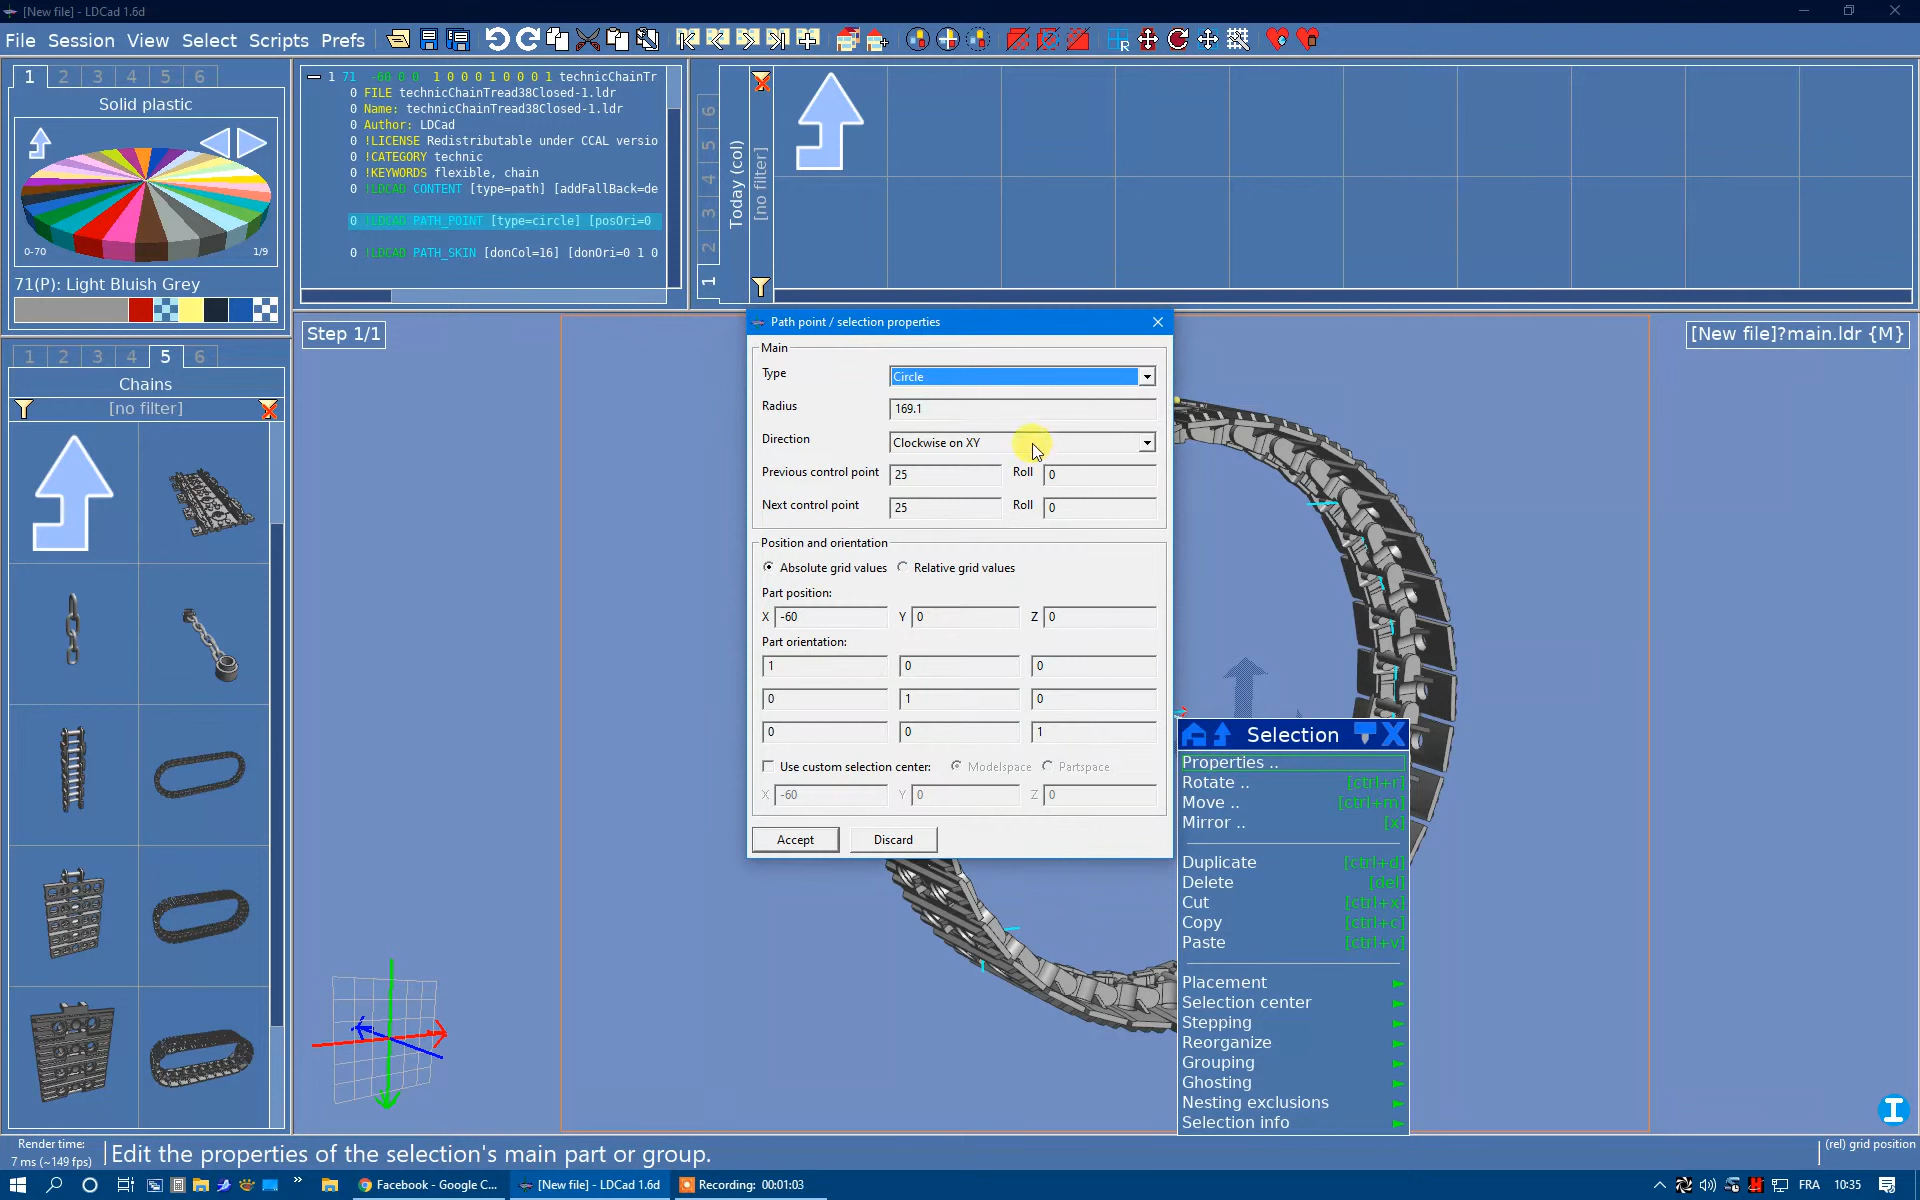 [New file] - LDCad 1.6d
File Session View Select Scripts Prefs
1 2 3 4 5 6
Solid plastic
0-70 1/9
71(P): Light Bluish Grey
1 71 -60 0 0 1 0 0 0 1 0 0 0 1 technicChainTr
0 FILE technicChainTread38Closed-1.ldr
0 Name: technicChainTread38Closed-1.ldr
0 Author: LDCad
0 !LICENSE Redistributable under CCAL versio
0 !CATEGORY technic
0 !KEYWORDS flexible, chain
0 !LDCAD CONTENT [type=path] [addFallBack=de
0 !LDCAD PATH_POINT [type=circle] [posOri=0
0 !LDCAD PATH_SKIN [donCol=16] [donOri=0 1 0
1 2 3 4 5 6
Today (col)
[no filter]
1 2 3 4 5 6
Chains
[no filter]
Step 1/1
[New file]?main.ldr {M}
Path point / selection properties
Main
Type Circle
Radius 169.1
Direction Clockwise on XY
Previous control point 25 Roll 0
Next control point 25 Roll 0
Position and orientation
Absolute grid values Relative grid values
Part position:
X -60 Y 0 Z 0
Part orientation:
1 0 0
0 1 0
0 0 1
Use custom selection center: Modelspace Partspace
X -60 Y 0 Z 0
Accept Discard
Selection
Properties ..
Rotate .. [ctrl+r]
Move .. [ctrl+m]
Mirror .. [x]
Duplicate [ctrl+d]
Delete [del]
Cut [ctrl+x]
Copy [ctrl+c]
Paste [ctrl+v]
Placement
Selection center
Stepping
Reorganize
Grouping
Ghosting
Nesting exclusions
Selection info
Render time:
7 ms (~149 fps)
Edit the properties of the selection's main part or group.
(rel) grid position
Facebook - Google C...
[New file] - LDCad 1.6d
Recording: 00:01:03
FRA 10:35